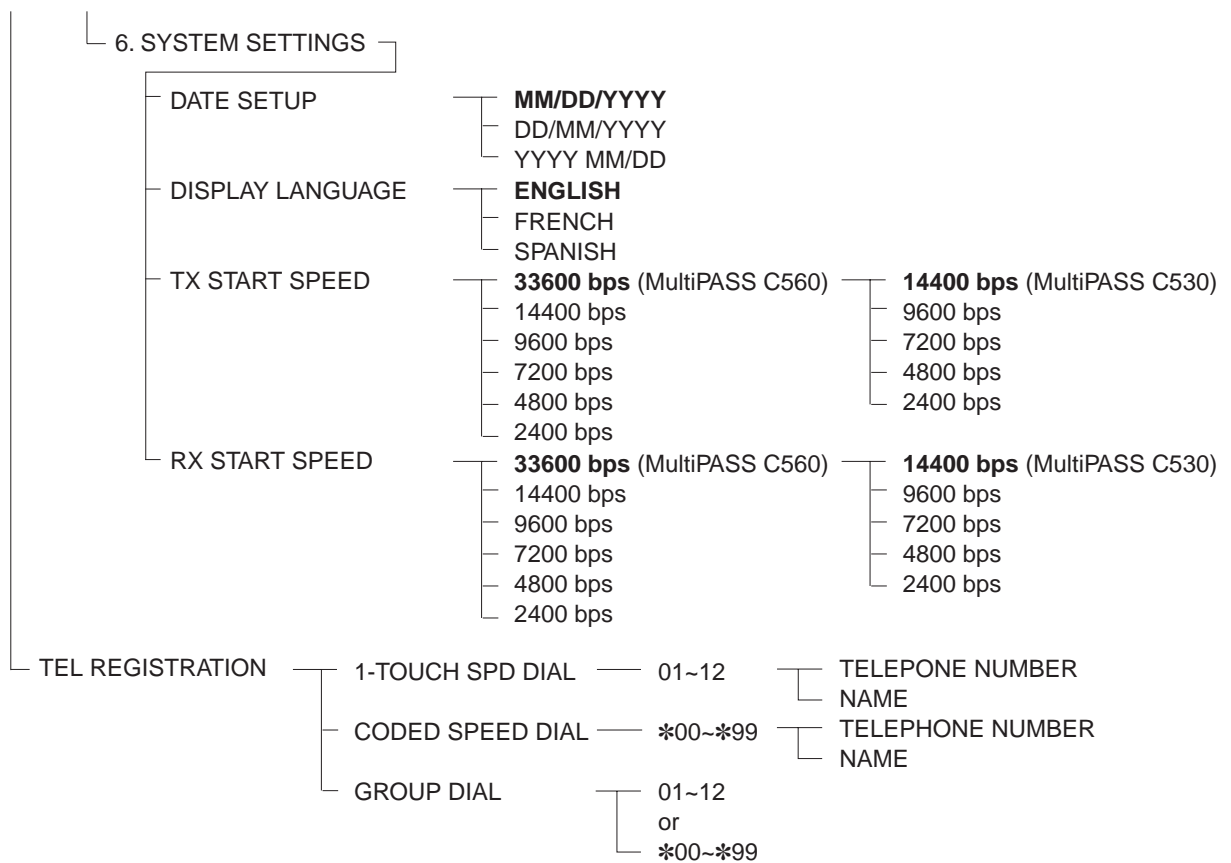 6. SYSTEM SETTINGS
DATE SETUP MM/DD/YYYY
DD/MM/YYYY
YYYY MM/DD
DISPLAY LANGUAGE ENGLISH
FRENCH
SPANISH
TX START SPEED 33600 bps (MultiPASS C560) 14400 bps (MultiPASS C530)
14400 bps 9600 bps
9600 bps 7200 bps
7200 bps 4800 bps
4800 bps 2400 bps
2400 bps
RX START SPEED 33600 bps (MultiPASS C560) 14400 bps (MultiPASS C530)
14400 bps 9600 bps
9600 bps 7200 bps
7200 bps 4800 bps
4800 bps 2400 bps
2400 bps
TEL REGISTRATION 1-TOUCH SPD DIAL 01~12 TELEPONE NUMBER
NAME
CODED SPEED DIAL ✽00~✽99 TELEPHONE NUMBER
NAME
GROUP DIAL 01~12
or
✽00~✽99